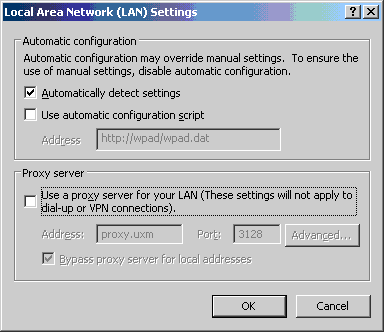 Local Area Network (LAN) Settings
Automatic configuration
Automatic configuration may override manual settings. To ensure the
use of manual settings, disable automatic configuration.
Automatically detect settings
Use automatic configuration script
Address
http://wpad/wpad.dat
Proxy server
Use a proxy server for your LAN (These settings will not apply to
dial-up or VPN connections).
Address:
proxy.uxm
Port:
3128
Advanced...
Bypass proxy server for local addresses
OK
Cancel